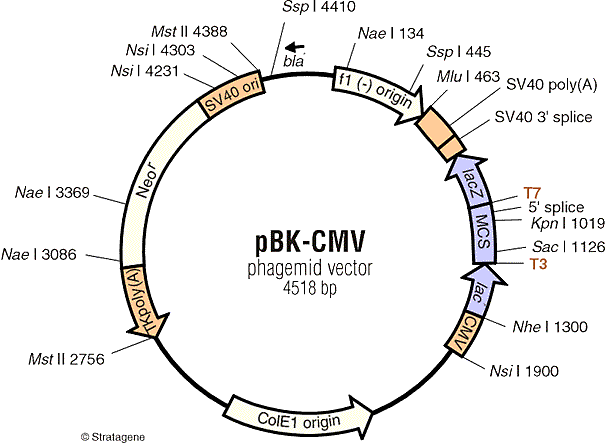 Ssp I 4410
Mst II 4388
Nsi I 4303
Nsi I 4231
bla
Nae I 134
Ssp I 445
Mlu I 463
SV40 poly(A)
SV40 3' splice
SV40 ori
f1 (-) origin
Neoʳ
lacZ
T7
5' splice
Kpn I 1019
MCS
Sac I 1126
T3
Nae I 3369
Nae I 3086
pBK-CMV
phagemid vector
4518 bp
TKpoly(A)
lac
Nhe I 1300
CMV
Nsi I 1900
Mst II 2756
ColE1 origin
© Stratagene